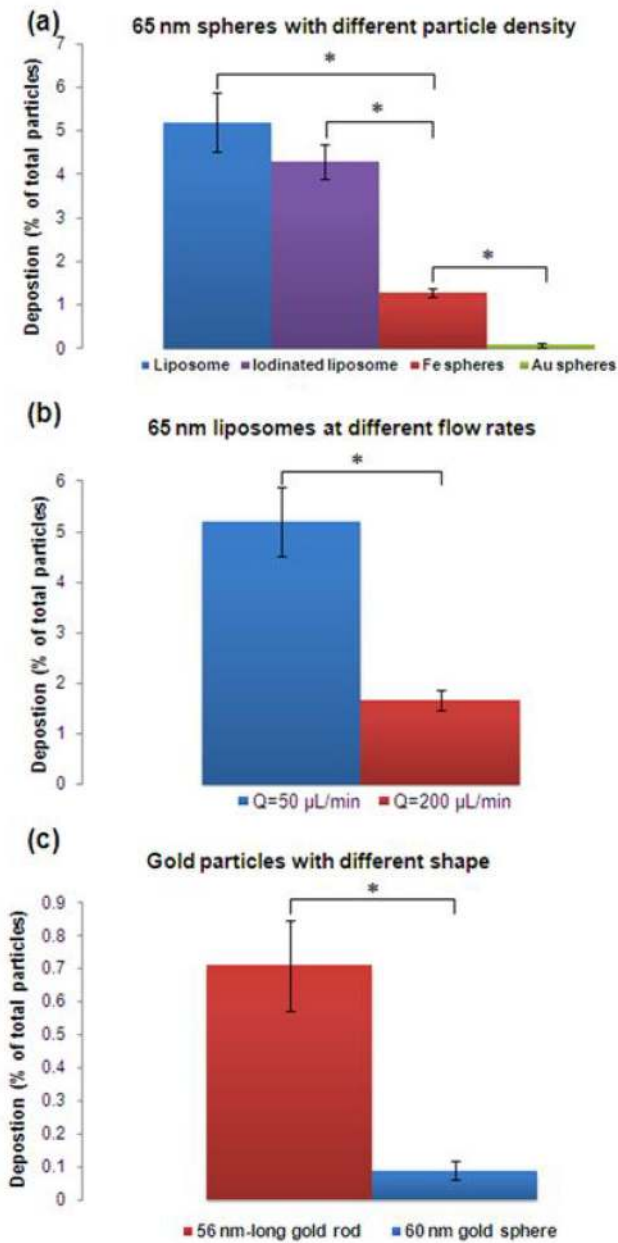 (a)
65 nm spheres with different particle density
Depostion (% of total particles)
7
6
5
4
3
2
1
0
*
*
*
Liposome Iodinated liposome Fe spheres Au spheres
(b)
65 nm liposomes at different flow rates
Depostion (% of total particles)
6
5
4
3
2
1
0
*
Q=50 µL/min Q=200 µL/min
(c)
Gold particles with different shape
Depostion (% of total particles)
0.9
0.8
0.7
0.6
0.5
0.4
0.3
0.2
0.1
0
*
56 nm-long gold rod 60 nm gold sphere